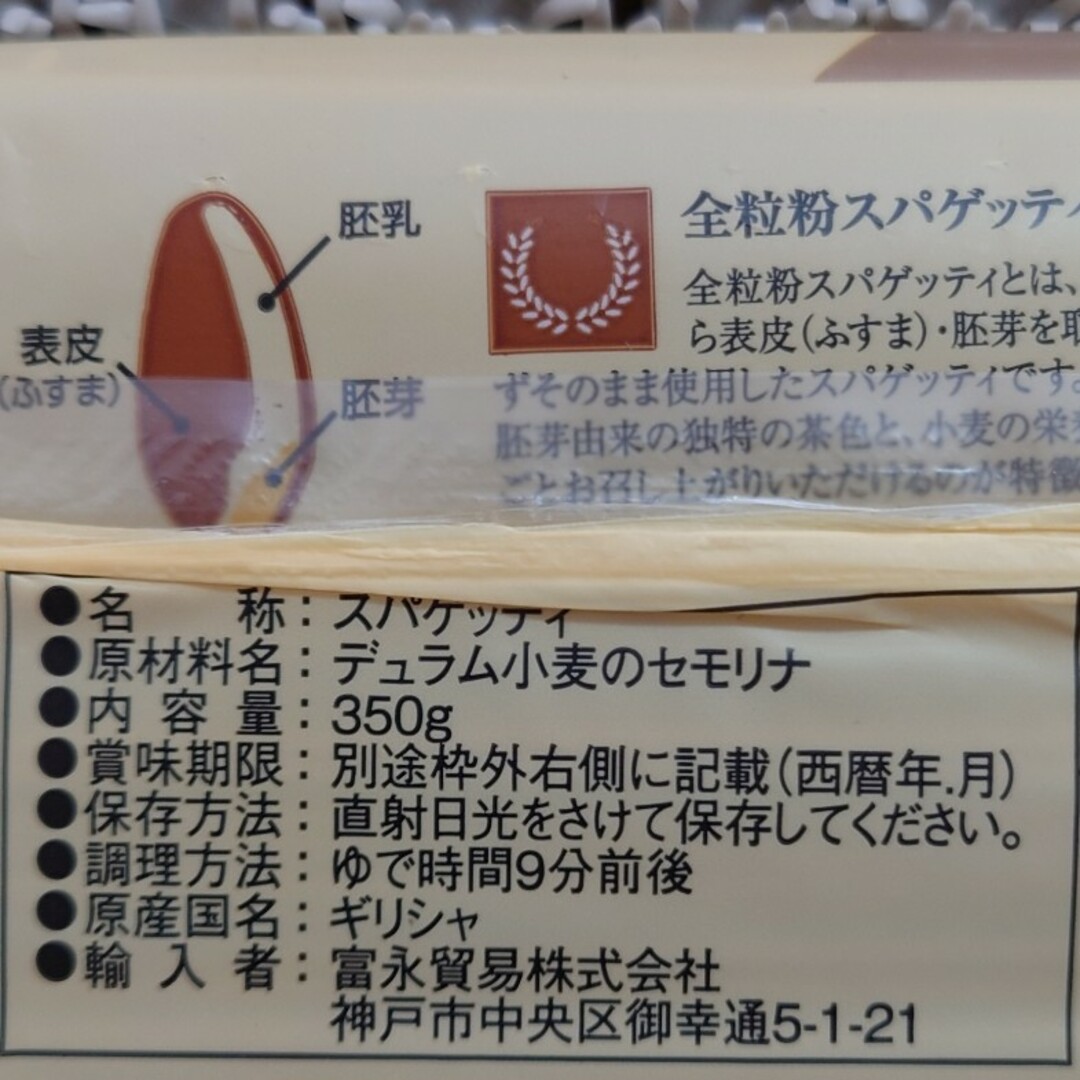 胚乳
表皮
(ふすま)
胚芽
全粒粉スパゲッティ
全粒粉スパゲッティとは、
ら表皮(ふすま)・胚芽を取
ずそのまま使用したスパゲッティです。
胚芽由来の独特の茶色と、小麦の栄養
ごとお召し上がりいただけるのが特徴
●名称：スパゲッティ
●原材料名：デュラム小麦のセモリナ
●内容量：350g
●賞味期限：別途枠外右側に記載(西暦年.月)
●保存方法：直射日光をさけて保存してください。
●調理方法：ゆで時間9分前後
●原産国名：ギリシャ
●輸入者：富永貿易株式会社
神戸市中央区御幸通5-1-21